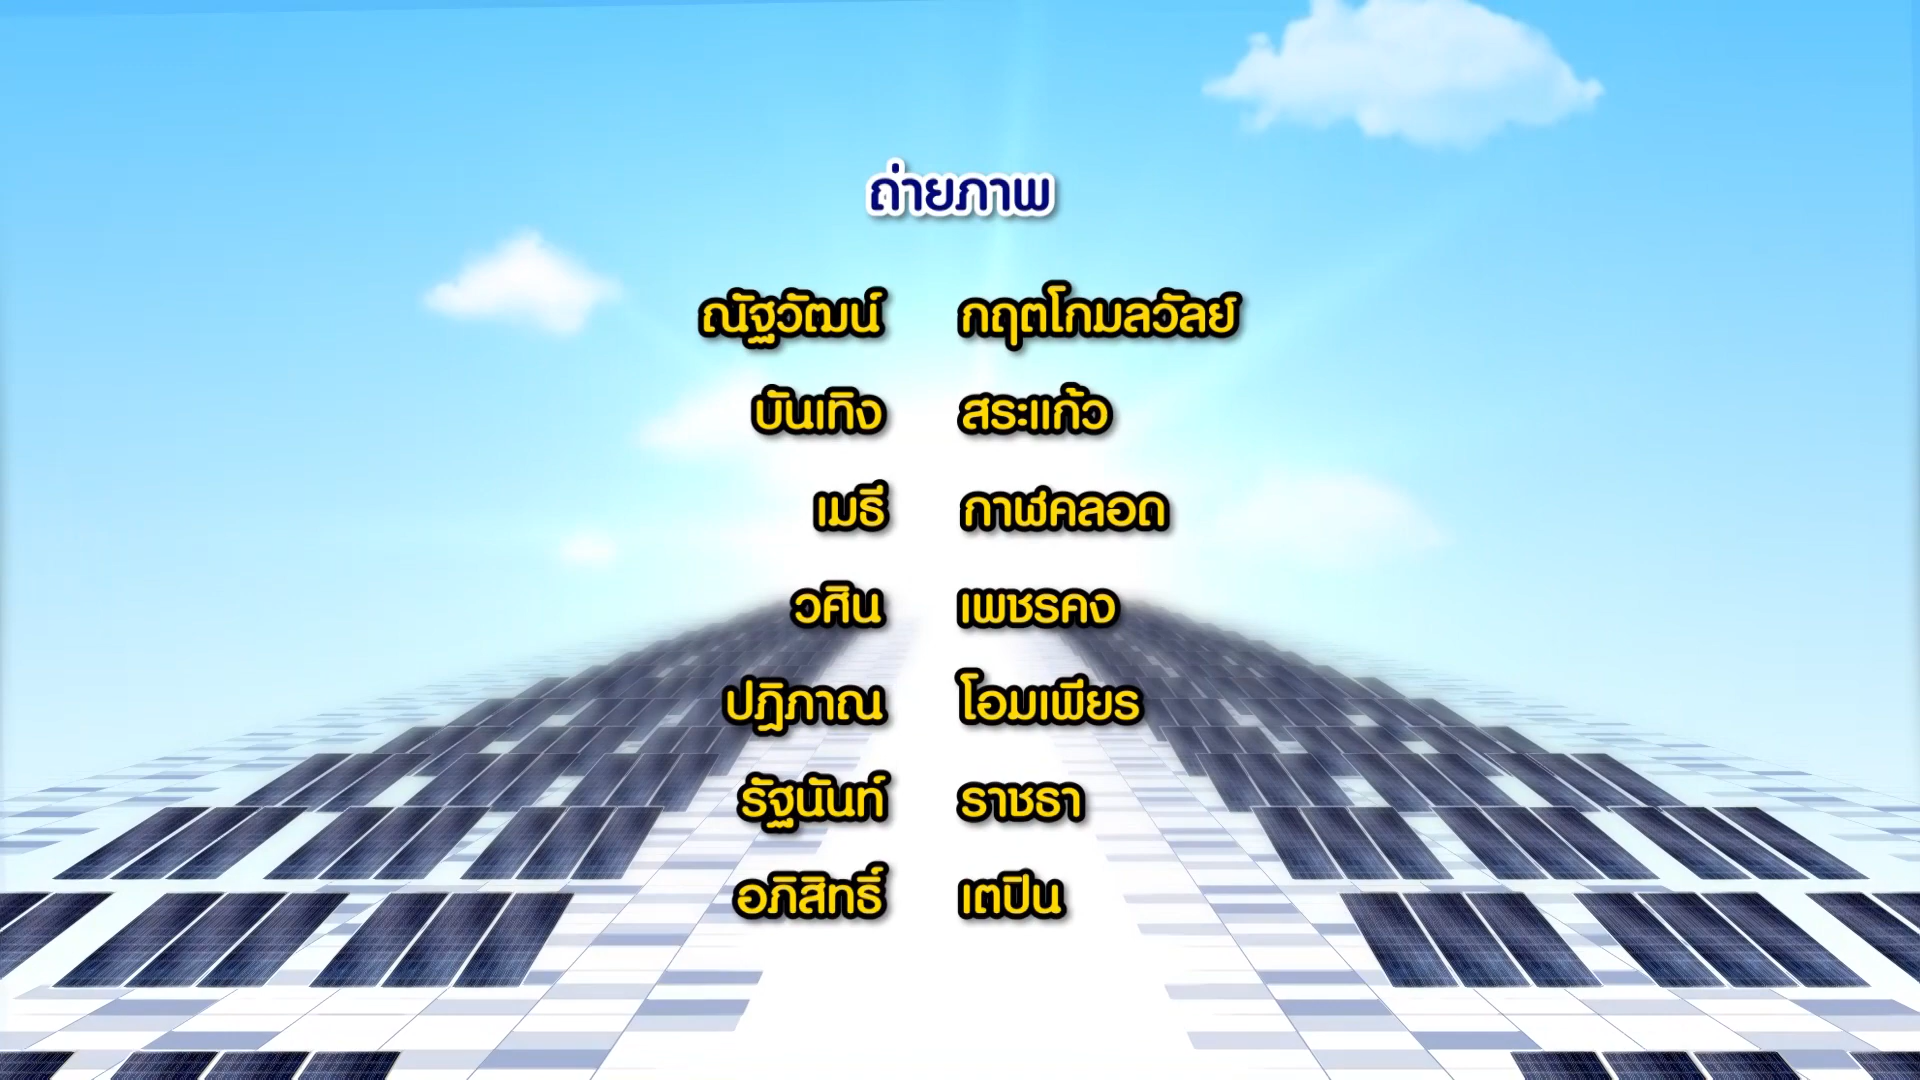 ถ่ายภาพ
ณัฐวัฒน์ กฤตโกมลวัลย์
บันเทิง สระแก้ว
เมธี กาฬคลอด
วศิน เพชรคง
ปฏิภาณ โอมเพียร
รัฐนันท์ ราชธา
อภิสิทธิ์ เตปิน